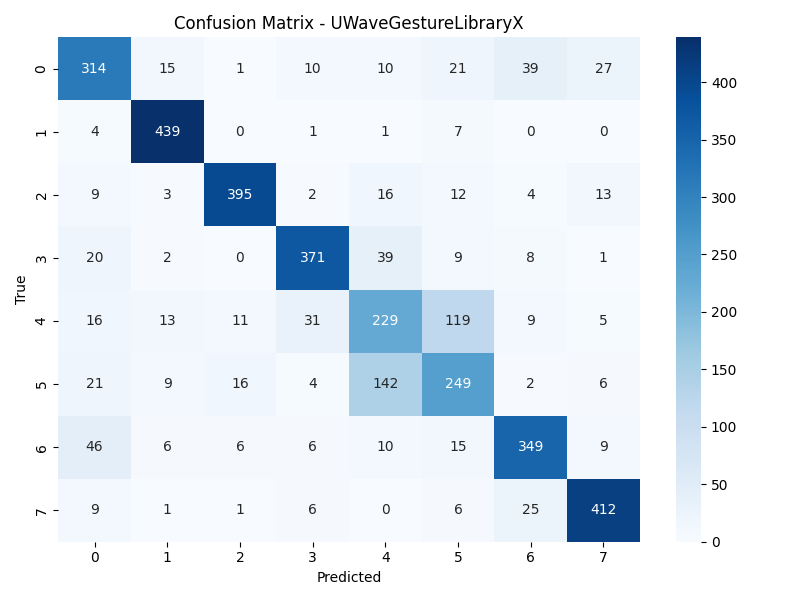 Confusion Matrix - UWaveGestureLibraryX
0 314 15 1 10 10 21 39 27
1 4 439 0 1 1 7 0 0
2 9 3 395 2 16 12 4 13
3 20 2 0 371 39 9 8 1
4 16 13 11 31 229 119 9 5
5 21 9 16 4 142 249 2 6
6 46 6 6 6 10 15 349 9
7 9 1 1 6 0 6 25 412
0 1 2 3 4 5 6 7
True
Predicted
400
350
300
250
200
150
100
50
0